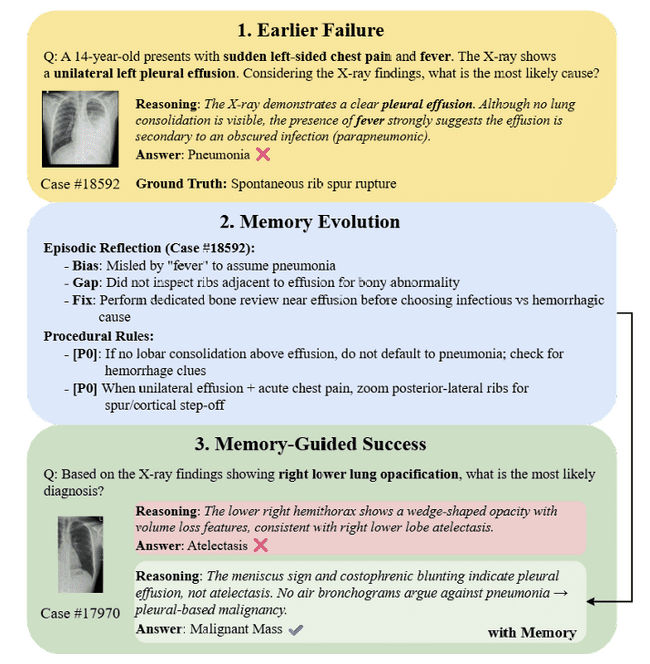 1. Earlier Failure
Q: A 14-year-old presents with sudden left-sided chest pain and fever. The X-ray shows
a unilateral left pleural effusion. Considering the X-ray findings, what is the most likely cause?
Reasoning: The X-ray demonstrates a clear pleural effusion. Although no lung
consolidation is visible, the presence of fever strongly suggests the effusion is
secondary to an obscured infection (parapneumonic).
Answer: Pneumonia ❌
Case #18592
Ground Truth: Spontaneous rib spur rupture
2. Memory Evolution
Episodic Reflection (Case #18592):
- Bias: Misled by "fever" to assume pneumonia
- Gap: Did not inspect ribs adjacent to effusion for bony abnormality
- Fix: Perform dedicated bone review near effusion before choosing infectious vs hemorrhagic
cause
Procedural Rules:
- [P0]: If no lobar consolidation above effusion, do not default to pneumonia; check for
hemorrhage clues
- [P0] When unilateral effusion + acute chest pain, zoom posterior-lateral ribs for
spur/cortical step-off
3. Memory-Guided Success
Q: Based on the X-ray findings showing right lower lung opacification, what is the most likely
diagnosis?
Reasoning: The lower right hemithorax shows a wedge-shaped opacity with
volume loss features, consistent with right lower lobe atelectasis.
Answer: Atelectasis ❌
Reasoning: The meniscus sign and costophrenic blunting indicate pleural
effusion, not atelectasis. No air bronchograms argue against pneumonia →
pleural-based malignancy.
Case #17970
Answer: Malignant Mass ✔
with Memory